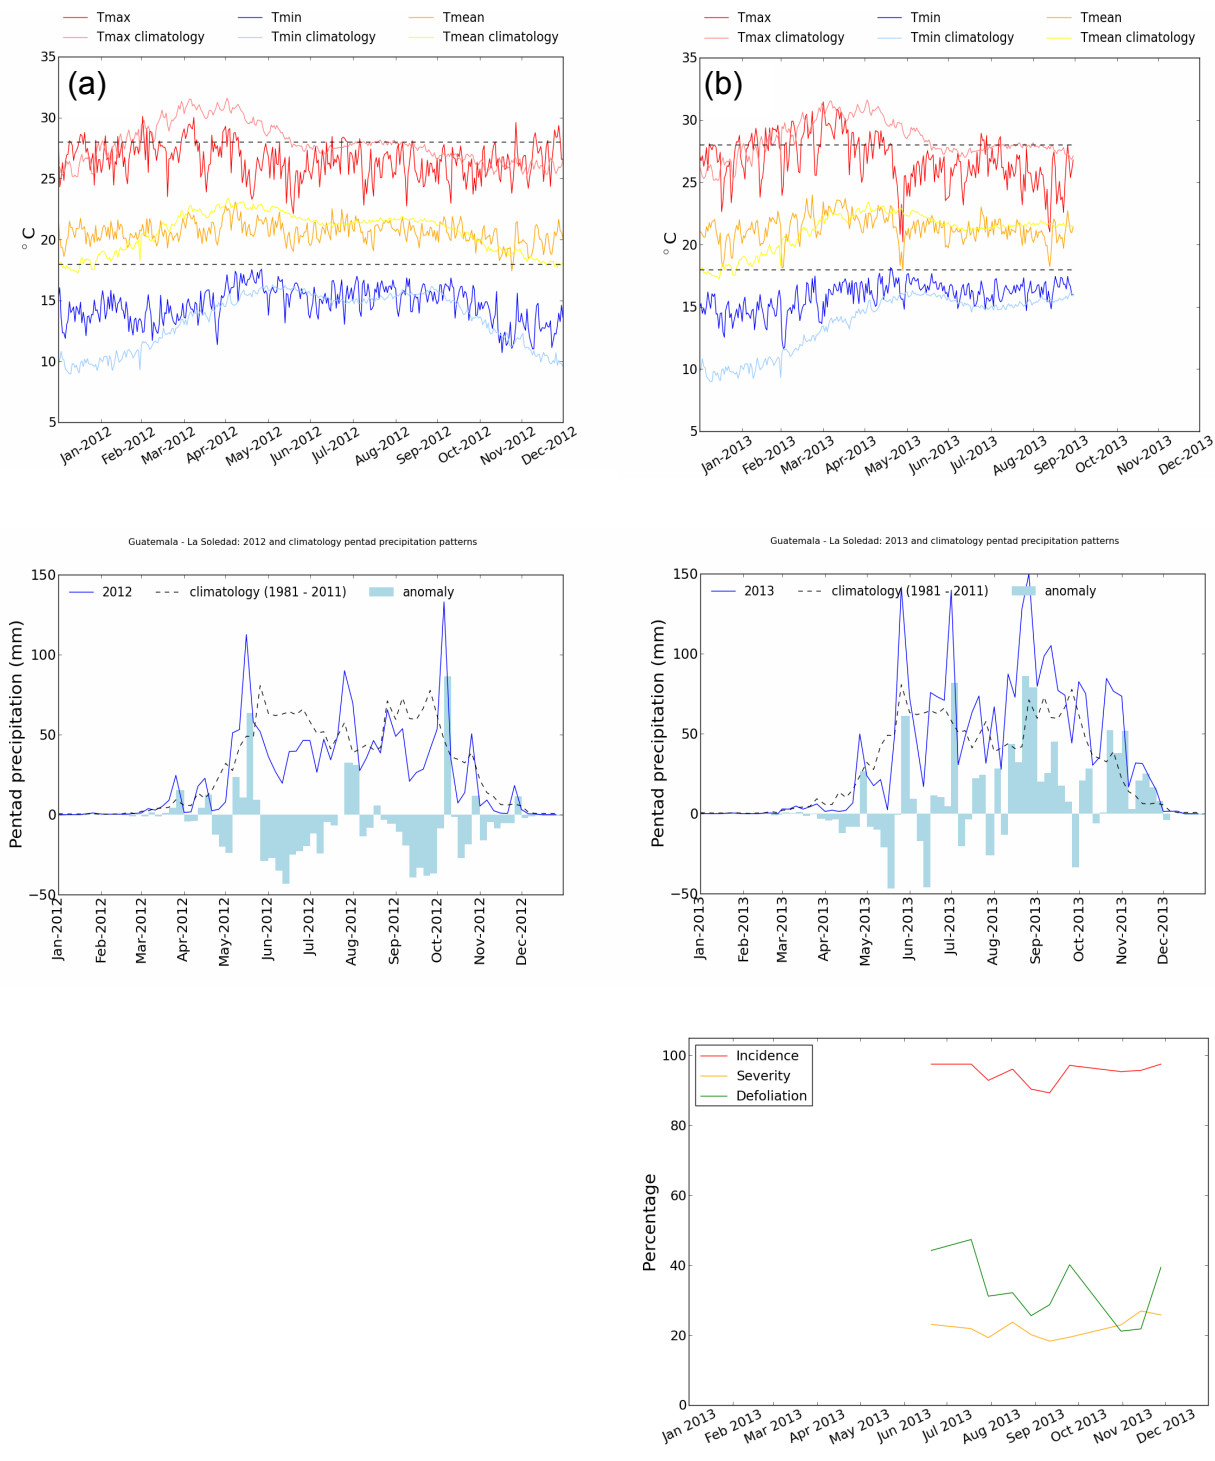 Tmax Tmin Tmean
Tmax climatology Tmin climatology Tmean climatology
(a)
35
30
25
20
15
10
5
°C
Jan-2012 Feb-2012 Mar-2012 Apr-2012 May-2012 Jun-2012 Jul-2012 Aug-2012 Sep-2012 Oct-2012 Nov-2012 Dec-2012
Tmax Tmin Tmean
Tmax climatology Tmin climatology Tmean climatology
(b)
35
30
25
20
15
10
5
°C
Jan-2013 Feb-2013 Mar-2013 Apr-2013 May-2013 Jun-2013 Jul-2013 Aug-2013 Sep-2013 Oct-2013 Nov-2013 Dec-2013
Guatemala - La Soledad: 2012 and climatology pentad precipitation patterns
2012 climatology (1981 - 2011) anomaly
150
100
50
0
−50
Pentad precipitation (mm)
Jan-2012 Feb-2012 Mar-2012 Apr-2012 May-2012 Jun-2012 Jul-2012 Aug-2012 Sep-2012 Oct-2012 Nov-2012 Dec-2012
Guatemala - La Soledad: 2013 and climatology pentad precipitation patterns
2013 climatology (1981 - 2011) anomaly
150
100
50
0
−50
Pentad precipitation (mm)
Jan-2013 Feb-2013 Mar-2013 Apr-2013 May-2013 Jun-2013 Jul-2013 Aug-2013 Sep-2013 Oct-2013 Nov-2013 Dec-2013
Incidence
Severity
Defoliation
100
80
60
40
20
0
Percentage
Jan 2013 Feb 2013 Mar 2013 Apr 2013 May 2013 Jun 2013 Jul 2013 Aug 2013 Sep 2013 Oct 2013 Nov 2013 Dec 2013